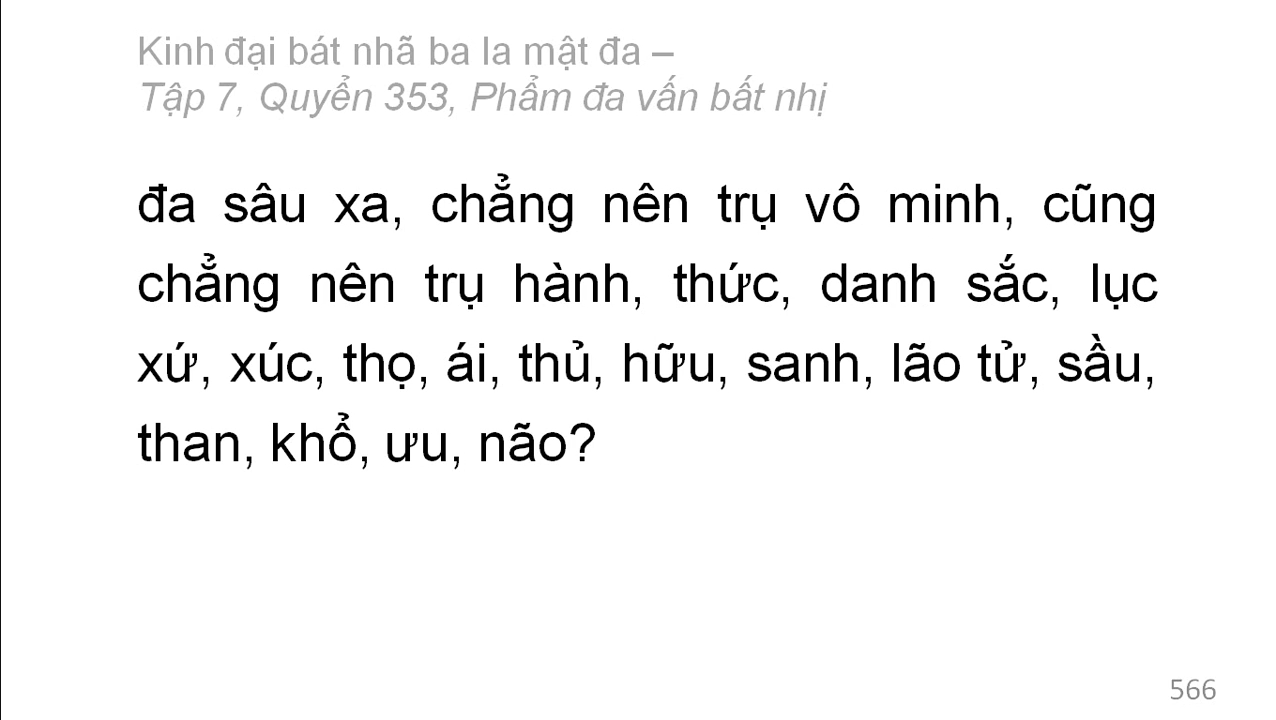 Kinh đại bát nhã ba la mật đa –
Tập 7, Quyển 353, Phẩm đa vấn bất nhị
đa sâu xa, chẳng nên trụ vô minh, cũng
chẳng nên trụ hành, thức, danh sắc, lục
xứ, xúc, thọ, ái, thủ, hữu, sanh, lão tử, sầu,
than, khổ, ưu, não?
566